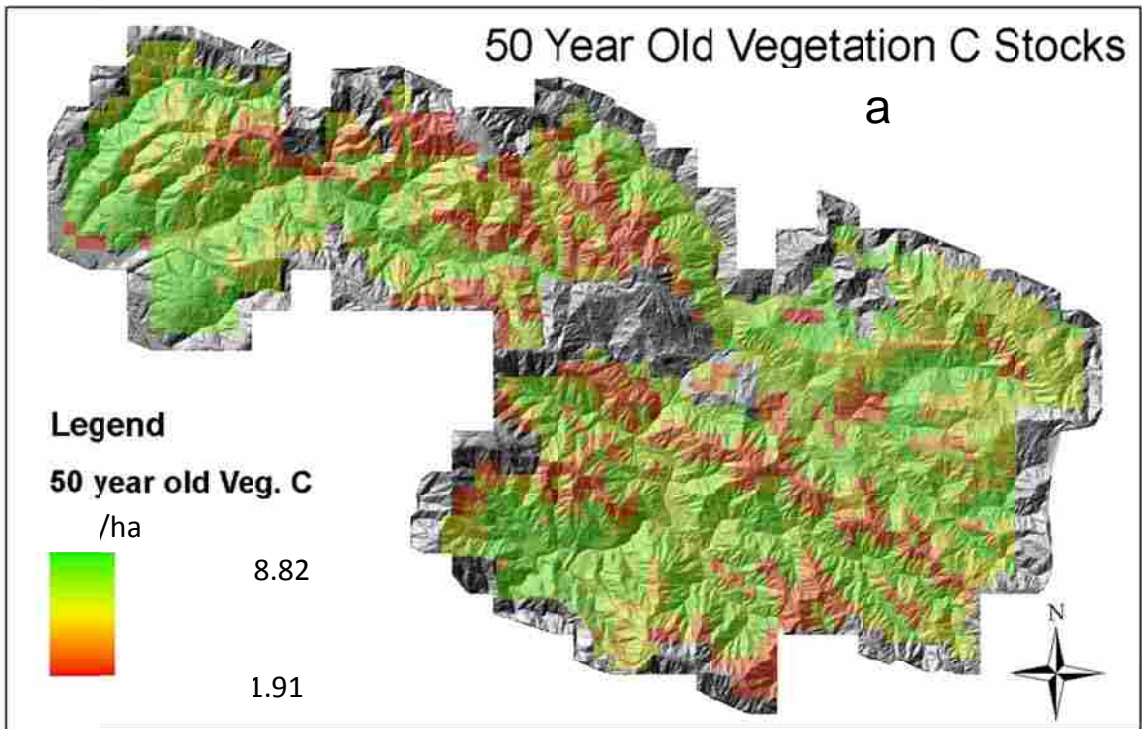 50 Year Old Vegetation C Stocks
a
Legend
50 year old Veg. C
/ha
8.82
1.91
N